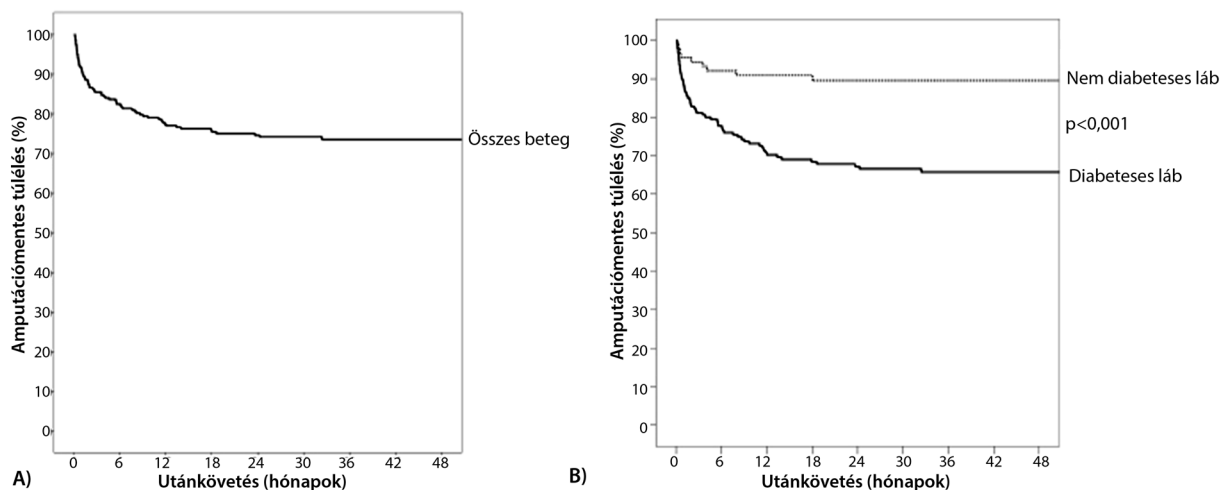 Amputációmentes túlélés (%)
100
90
80
70
60
50
40
30
20
10
0
0 6 12 18 24 30 36 42 48
Utánkövetés (hónapok)
Összes beteg
A)
Amputációmentes túlélés (%)
100
90
80
70
60
50
40
30
20
10
0
0 6 12 18 24 30 36 42 48
Utánkövetés (hónapok)
Nem diabeteses láb
p<0,001
Diabeteses láb
B)